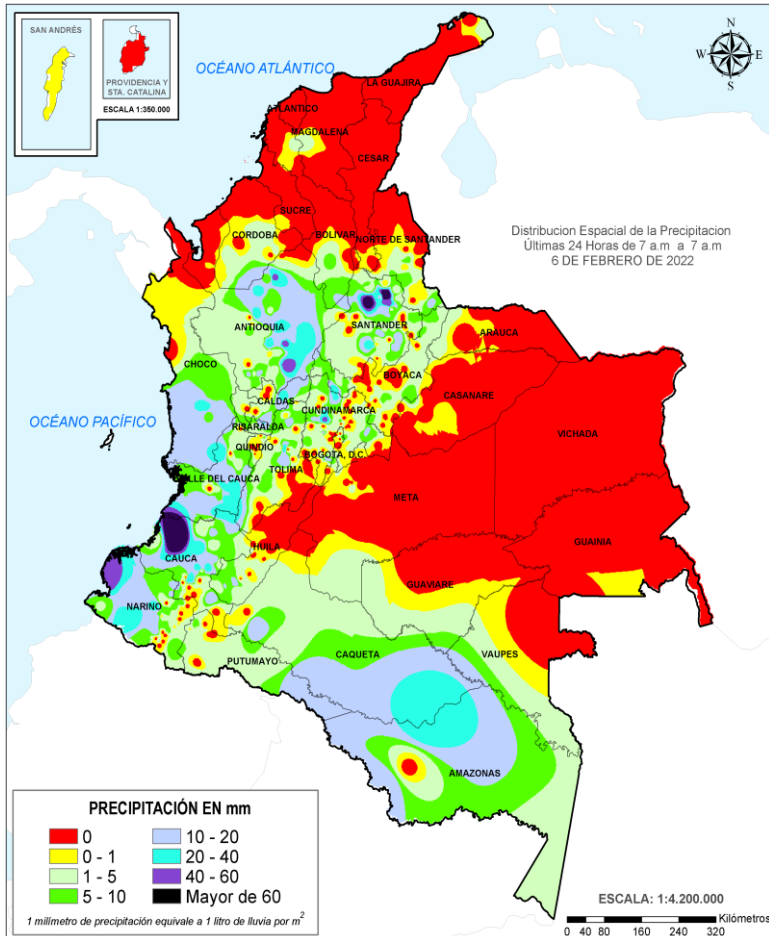 SAN ANDRÉS
PROVIDENCIA Y
STA. CATALINA
ESCALA 1:350.000
OCÉANO ATLÁNTICO
N
W
E
S
LA GUAJIRA
ATLANTICO
MAGDALENA
CESAR
SUCRE
CORDOBA
BOLIVAR
NORTE DE SANTANDER
Distribucion Espacial de la Precipitacion
Últimas 24 Horas de 7 a.m a 7 a.m
6 DE FEBRERO DE 2022
ANTIOQUIA
SANTANDER
ARAUCA
CHOCO
BOYACA
CASANARE
OCÉANO PACÍFICO
CALDAS
CUNDINAMARCA
RISARALDA
VICHADA
QUINDIO
BOGOTA, D.C.
TOLIMA
VALLE DEL CAUCA
META
GUAINIA
HUILA
CAUCA
GUAVIARE
NARIÑO
CAQUETA
VAUPES
PUTUMAYO
AMAZONAS
PRECIPITACIÓN EN mm
0
10 - 20
0 - 1
20 - 40
1 - 5
40 - 60
5 - 10
Mayor de 60
1 milímetro de precipitación equivale a 1 litro de lluvia por m²
ESCALA: 1:4.200.000
Kilómetros
0 40 80 160 240 320